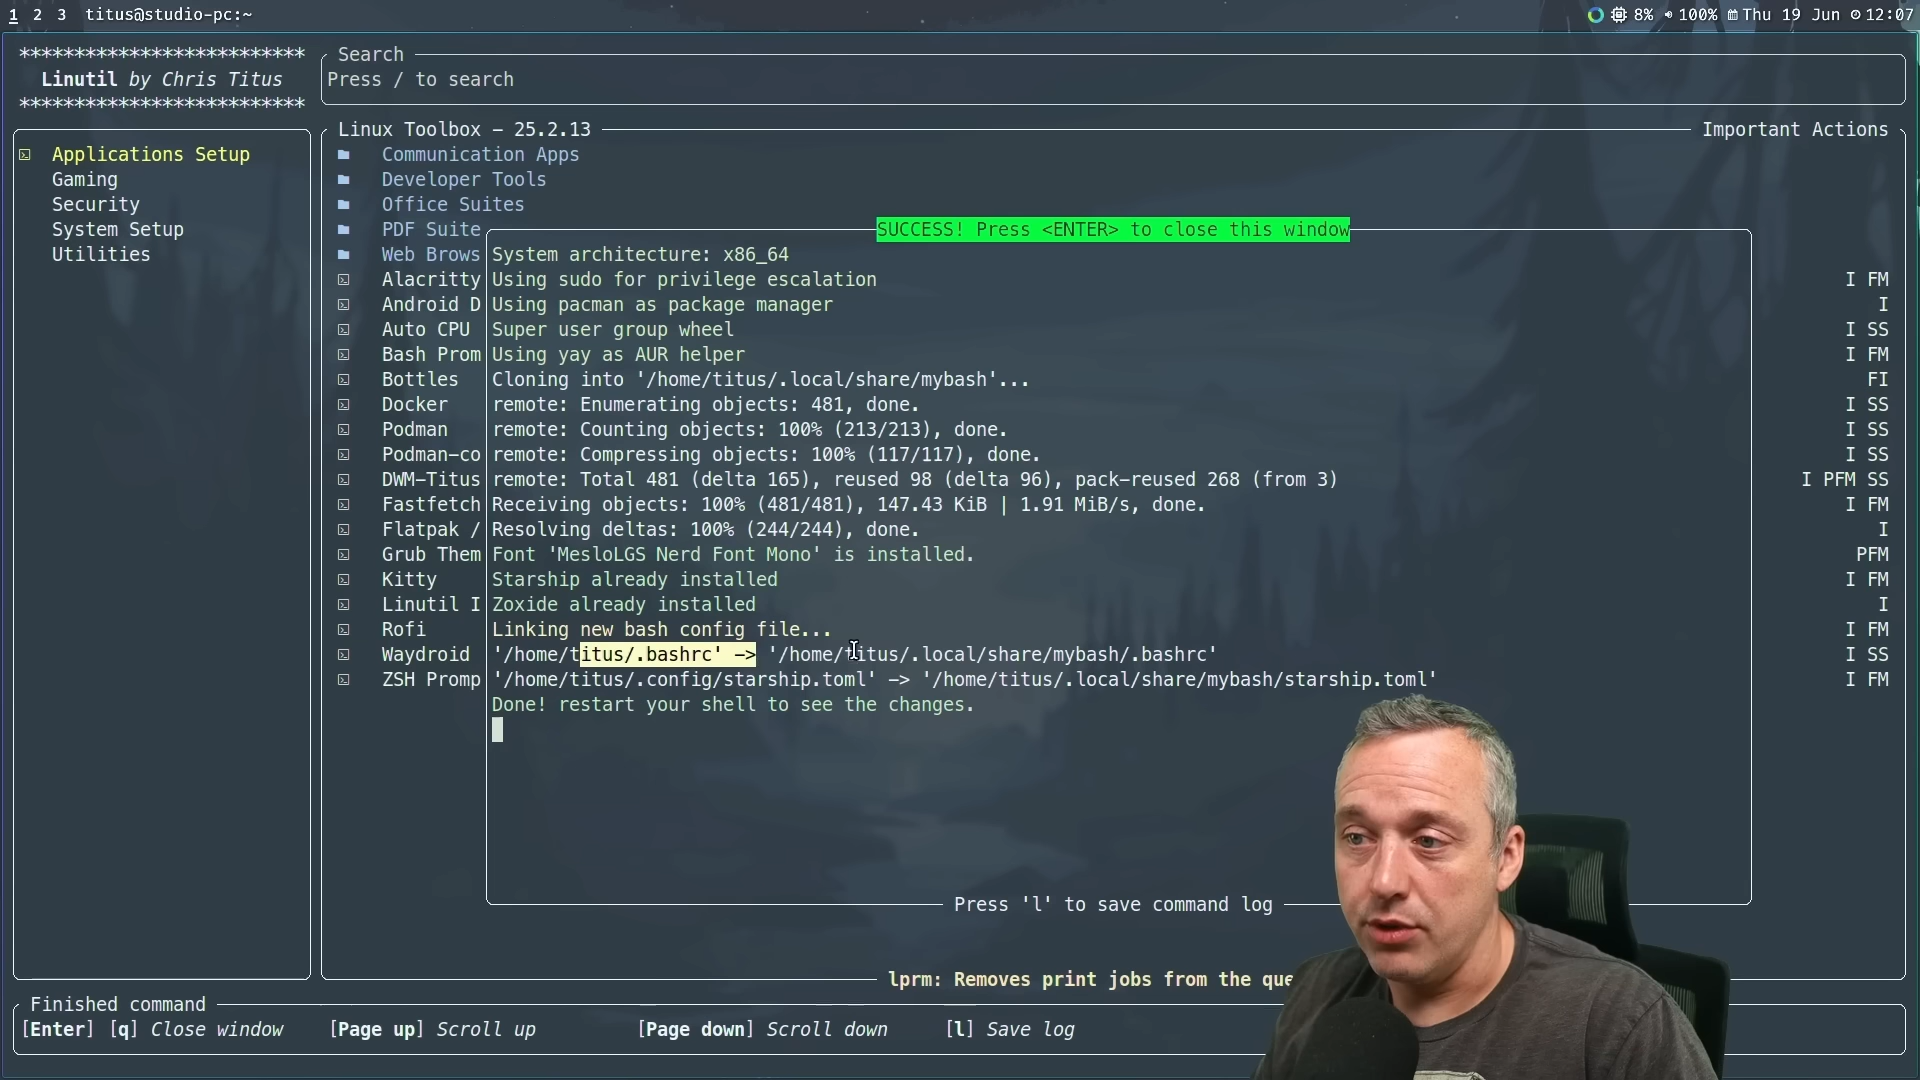 1 2 3 titus@studio-pc:~
8% 100% Thu 19 Jun 12:07
**************************
Linutil by Chris Titus
**************************
Search
Press / to search
Applications Setup
Gaming
Security
System Setup
Utilities
Linux Toolbox - 25.2.13
Important Actions
Communication Apps
Developer Tools
Office Suites
PDF Suite
Web Brows
Alacritty I FM
Android D I
Auto CPU I SS
Bash Prom I FM
Bottles FI
Docker I SS
Podman I SS
Podman-co I SS
DWM-Titus I PFM SS
Fastfetch I FM
Flatpak / I
Grub Them PFM
Kitty I FM
Linutil I I
Rofi I FM
Waydroid I SS
ZSH Promp I FM
SUCCESS! Press <ENTER> to close this window
System architecture: x86_64
Using sudo for privilege escalation
Using pacman as package manager
Super user group wheel
Using yay as AUR helper
Cloning into '/home/titus/.local/share/mybash'...
remote: Enumerating objects: 481, done.
remote: Counting objects: 100% (213/213), done.
remote: Compressing objects: 100% (117/117), done.
remote: Total 481 (delta 165), reused 98 (delta 96), pack-reused 268 (from 3)
Receiving objects: 100% (481/481), 147.43 KiB | 1.91 MiB/s, done.
Resolving deltas: 100% (244/244), done.
Font 'MesloLGS Nerd Font Mono' is installed.
Starship already installed
Zoxide already installed
Linking new bash config file...
'/home/titus/.bashrc' -> '/home/titus/.local/share/mybash/.bashrc'
'/home/titus/.config/starship.toml' -> '/home/titus/.local/share/mybash/starship.toml'
Done! restart your shell to see the changes.
Press 'l' to save command log
lprm: Removes print jobs from the que
Finished command
[Enter] [q] Close window [Page up] Scroll up [Page down] Scroll down [l] Save log